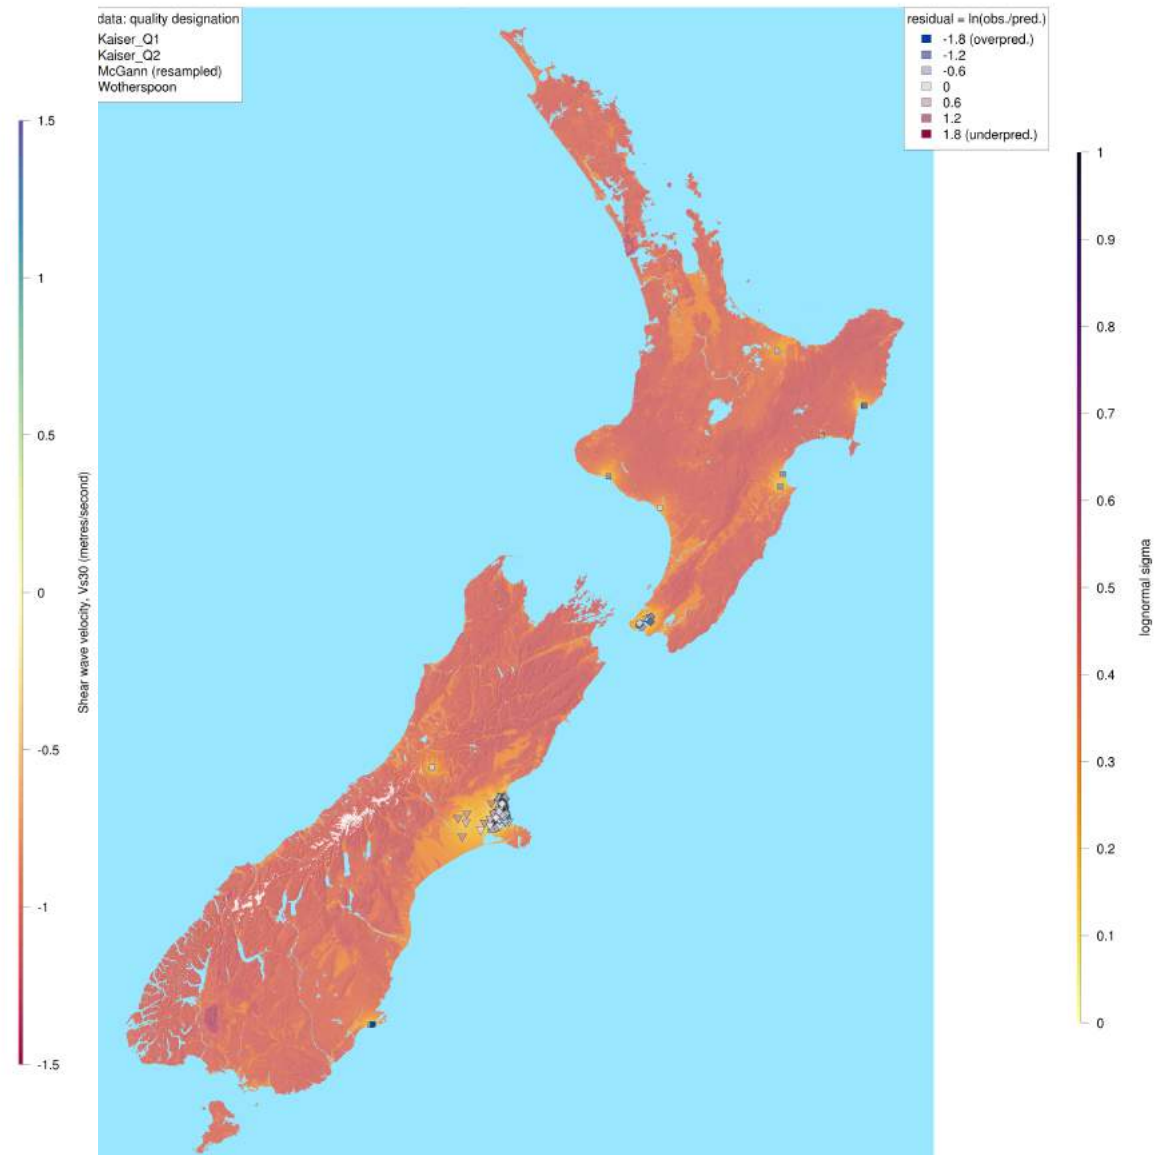 data: quality designation
Kaiser_Q1
Kaiser_Q2
McGann (resampled)
Wotherspoon
residual = ln(obs./pred.)
-1.8 (overpred.)
-1.2
-0.6
0
0.6
1.2
1.8 (underpred.)
1.5
1
0.5
0
-0.5
-1
-1.5
Shear wave velocity, Vs30 (metres/second)
1
0.9
0.8
0.7
0.6
0.5
0.4
0.3
0.2
0.1
0
lognormal sigma